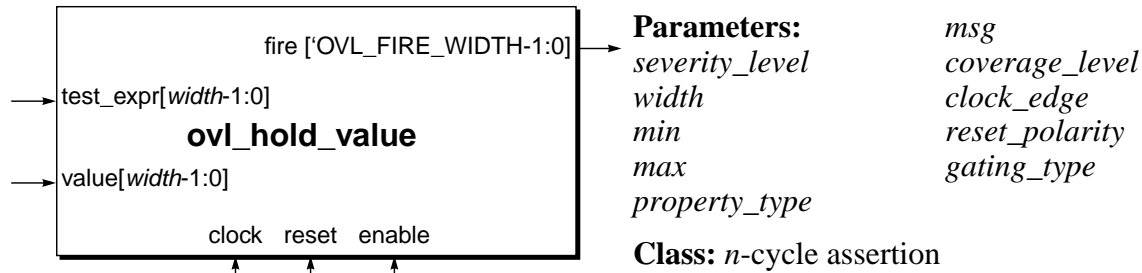 fire [‘OVL_FIRE_WIDTH-1:0]
test_expr[width-1:0]
ovl_hold_value
value[width-1:0]
clock reset enable
Parameters:
severity_level
width
min
max
property_type
msg
coverage_level
clock_edge
reset_polarity
gating_type
Class: n-cycle assertion